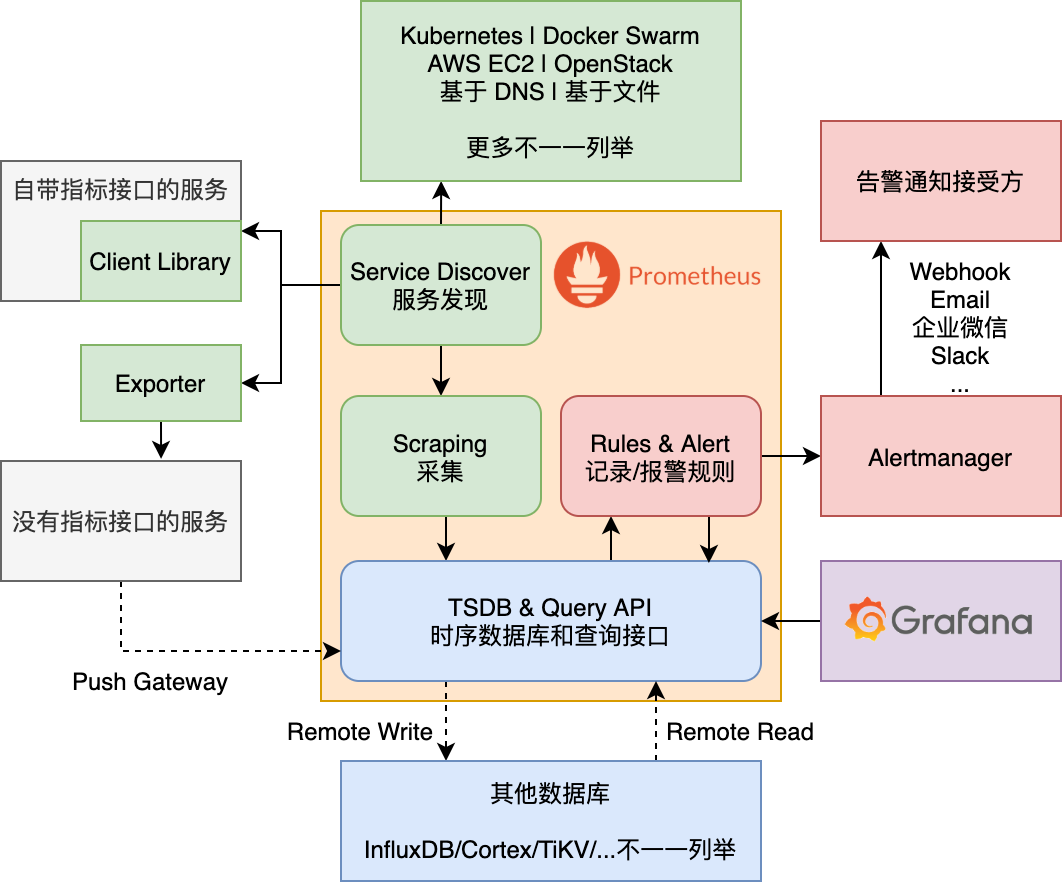 Kubernetes | Docker Swarm
AWS EC2 | OpenStack
基于 DNS | 基于文件
更多不一一列举
自带指标接口的服务
Client Library
Exporter
没有指标接口的服务
Push Gateway
Service Discover
服务发现
Prometheus
Scraping
采集
Rules & Alert
记录/报警规则
TSDB & Query API
时序数据库和查询接口
告警通知接受方
Webhook
Email
企业微信
Slack
...
Alertmanager
Grafana
Remote Write
Remote Read
其他数据库
InfluxDB/Cortex/TiKV/...不一一列举